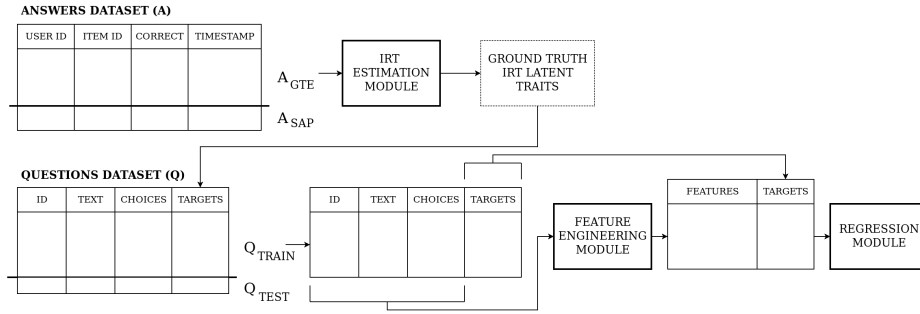 ANSWERS DATASET (A)
USER ID ITEM ID CORRECT TIMESTAMP
A GTE
A SAP
IRT
ESTIMATION
MODULE
GROUND TRUTH
IRT LATENT
TRAITS
QUESTIONS DATASET (Q)
ID TEXT CHOICES TARGETS
Q TRAIN
Q TEST
ID TEXT CHOICES TARGETS
FEATURE
ENGINEERING
MODULE
FEATURES TARGETS
REGRESSION
MODULE